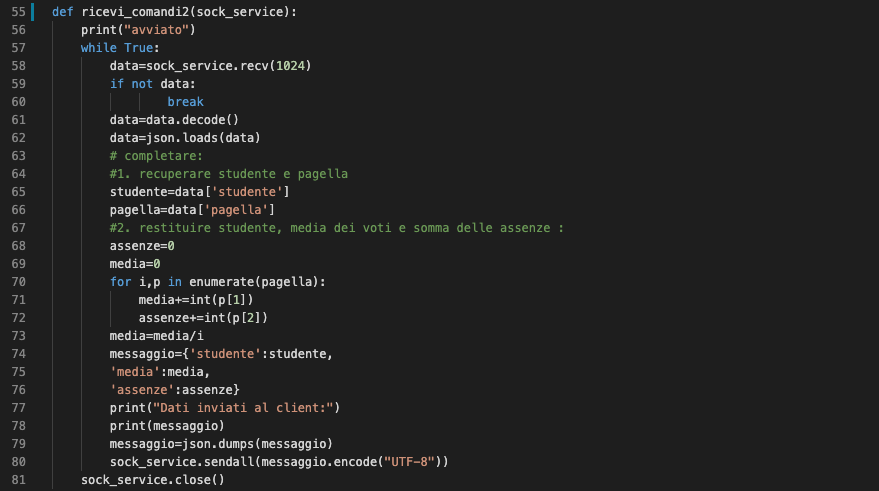 55 def ricevi_comandi2(sock_service):
56     print("avviato")
57     while True:
58         data=sock_service.recv(1024)
59         if not data:
60                 break
61         data=data.decode()
62         data=json.loads(data)
63         # completare:
64         #1. recuperare studente e pagella
65         studente=data['studente']
66         pagella=data['pagella']
67         #2. restituire studente, media dei voti e somma delle assenze :
68         assenze=0
69         media=0
70         for i,p in enumerate(pagella):
71             media+=int(p[1])
72             assenze+=int(p[2])
73         media=media/i
74         messaggio={'studente':studente,
75         'media':media,
76         'assenze':assenze}
77         print("Dati inviati al client:")
78         print(messaggio)
79         messaggio=json.dumps(messaggio)
80         sock_service.sendall(messaggio.encode("UTF-8"))
81     sock_service.close()